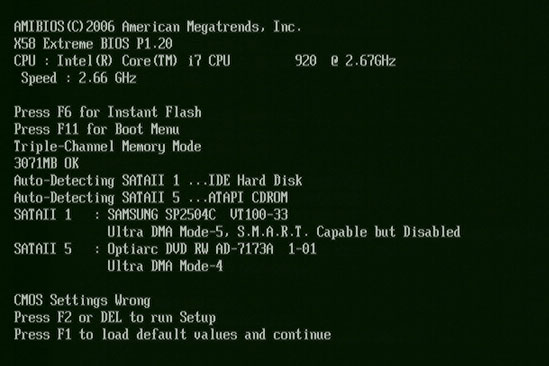 AMIBIOS(C)2006 American Megatrends, Inc.
X58 Extreme BIOS P1.20
CPU : Intel(R) Core(TM) i7 CPU 920 @ 2.67GHz
Speed : 2.66 GHz
Press F6 for Instant Flash
Press F11 for Boot Menu
Triple-Channel Memory Mode
3071MB OK
Auto-Detecting SATAII 1 ...IDE Hard Disk
Auto-Detecting SATAII 5 ...ATAPI CDROM
SATAII 1 : SAMSUNG SP2504C VT100-33
Ultra DMA Mode-5, S.M.A.R.T. Capable but Disabled
SATAII 5 : Optiarc DVD RW AD-7173A 1-01
Ultra DMA Mode-4
CMOS Settings Wrong
Press F2 or DEL to run Setup
Press F1 to load default values and continue